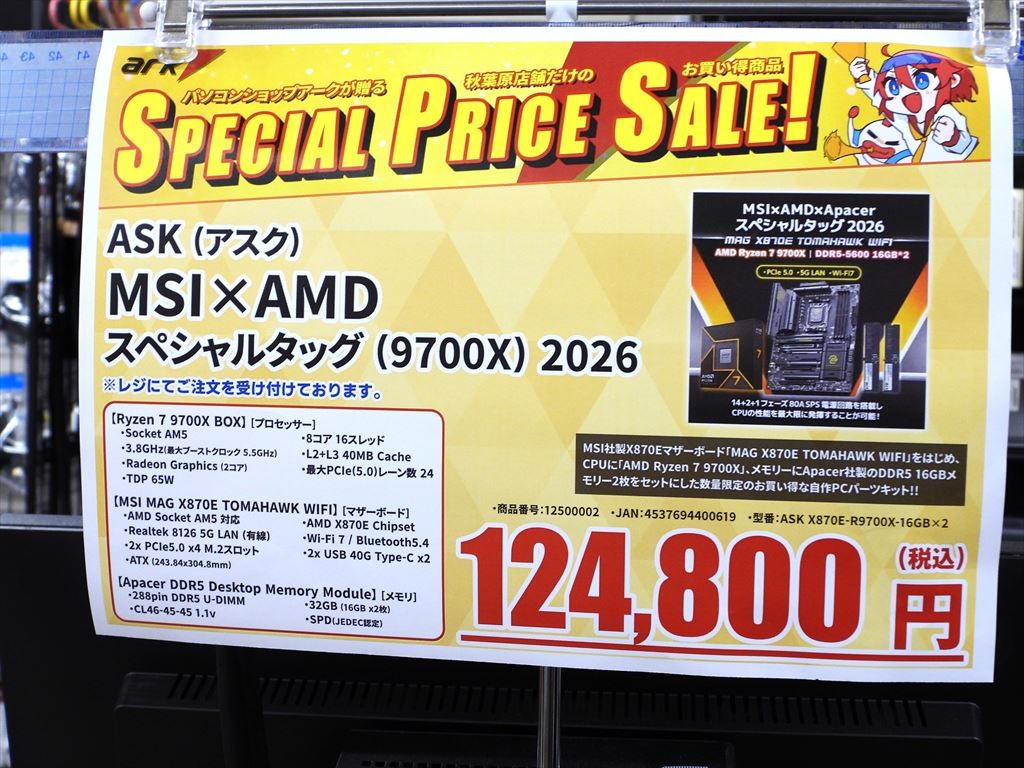 43 42 41
ark
パソコンショップアークが贈る
秋葉原店舗だけの
お買い得商品
SPECIAL PRICE SALE!
ASK (アスク)
MSI×AMD
スペシャルタッグ (9700X) 2026
※レジにてご注文を受け付けております。
【Ryzen 7 9700X BOX】 [プロセッサー]
・Socket AM5
・3.8GHz(最大ブーストクロック 5.5GHz)
・Radeon Graphics (2コア)
・TDP 65W
・8コア 16スレッド
・L2+L3 40MB Cache
・最大PCIe(5.0)レーン数 24
【MSI MAG X870E TOMAHAWK WIFI】 [マザーボード]
・AMD Socket AM5 対応
・Realtek 8126 5G LAN (有線)
・2x PCIe5.0 x4 M.2スロット
・ATX (243.84x304.8mm)
・AMD X870E Chipset
・Wi-Fi 7 / Bluetooth5.4
・2x USB 40G Type-C x2
【Apacer DDR5 Desktop Memory Module】 [メモリ]
・288pin DDR5 U-DIMM
・CL46-45-45 1.1v
・32GB (16GB x2枚)
・SPD(JEDEC認定)
MSI×AMD×Apacer
スペシャルタッグ 2026
MAG X870E TOMAHAWK WIFI
AMD Ryzen 7 9700X | DDR5-5600 16GB*2
・PCIe 5.0 ・5G LAN ・Wi-Fi7
14+2+1フェーズ 80A SPS 電源回路を搭載し
CPUの性能を最大限に発揮することが可能!
MSI社製X870Eマザーボード「MAG X870E TOMAHAWK WIFI」をはじめ、
CPUに「AMD Ryzen 7 9700X」、メモリーにApacer社製のDDR5 16GBメ
モリー2枚をセットにした数量限定のお買い得な自作PCパーツキット!!
・商品番号:12500002 ・JAN:4537694400619 ・型番:ASK X870E-R9700X-16GB×2
124,800円
(税込)